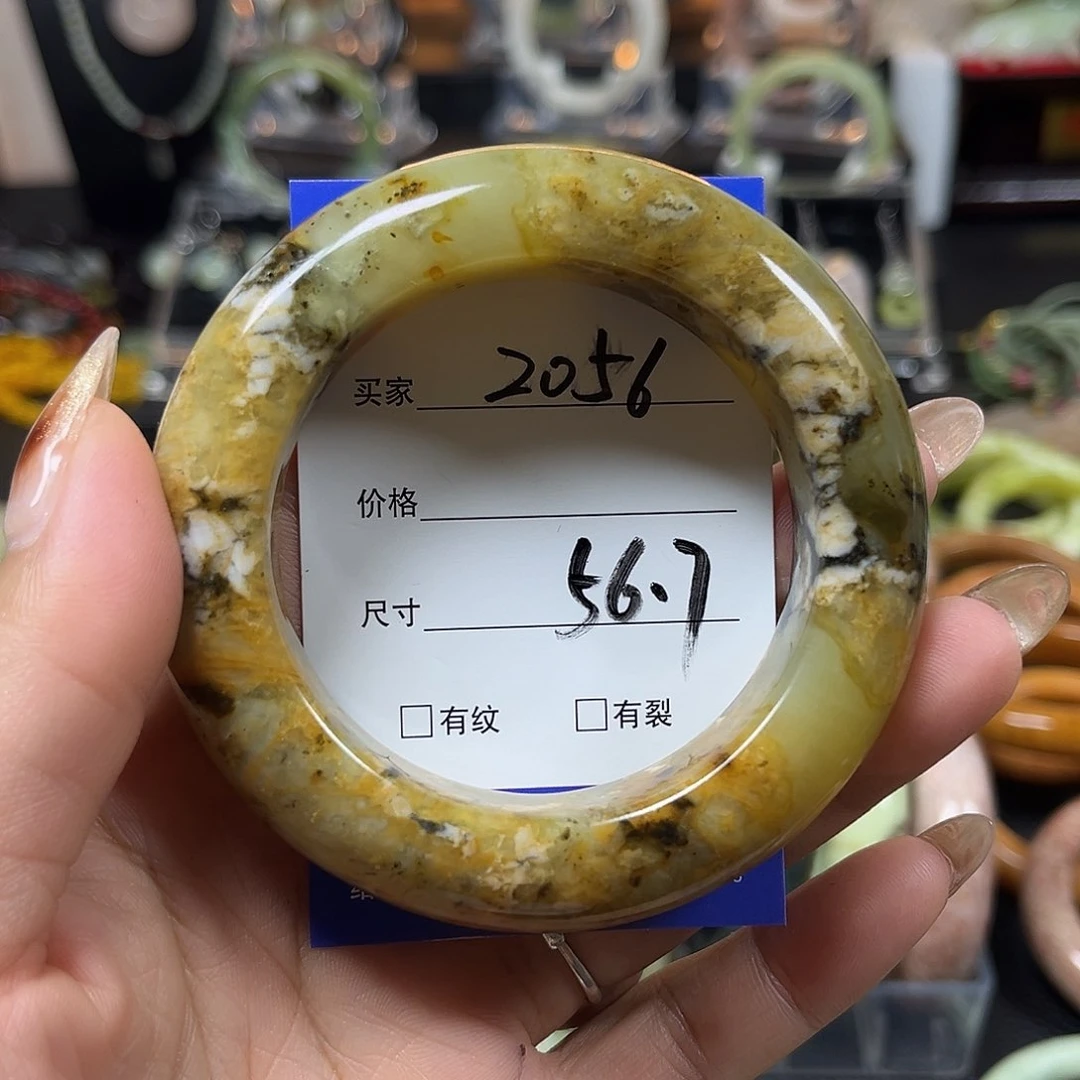 买家 2056
价格
尺寸 56.7
□有纹 □有裂